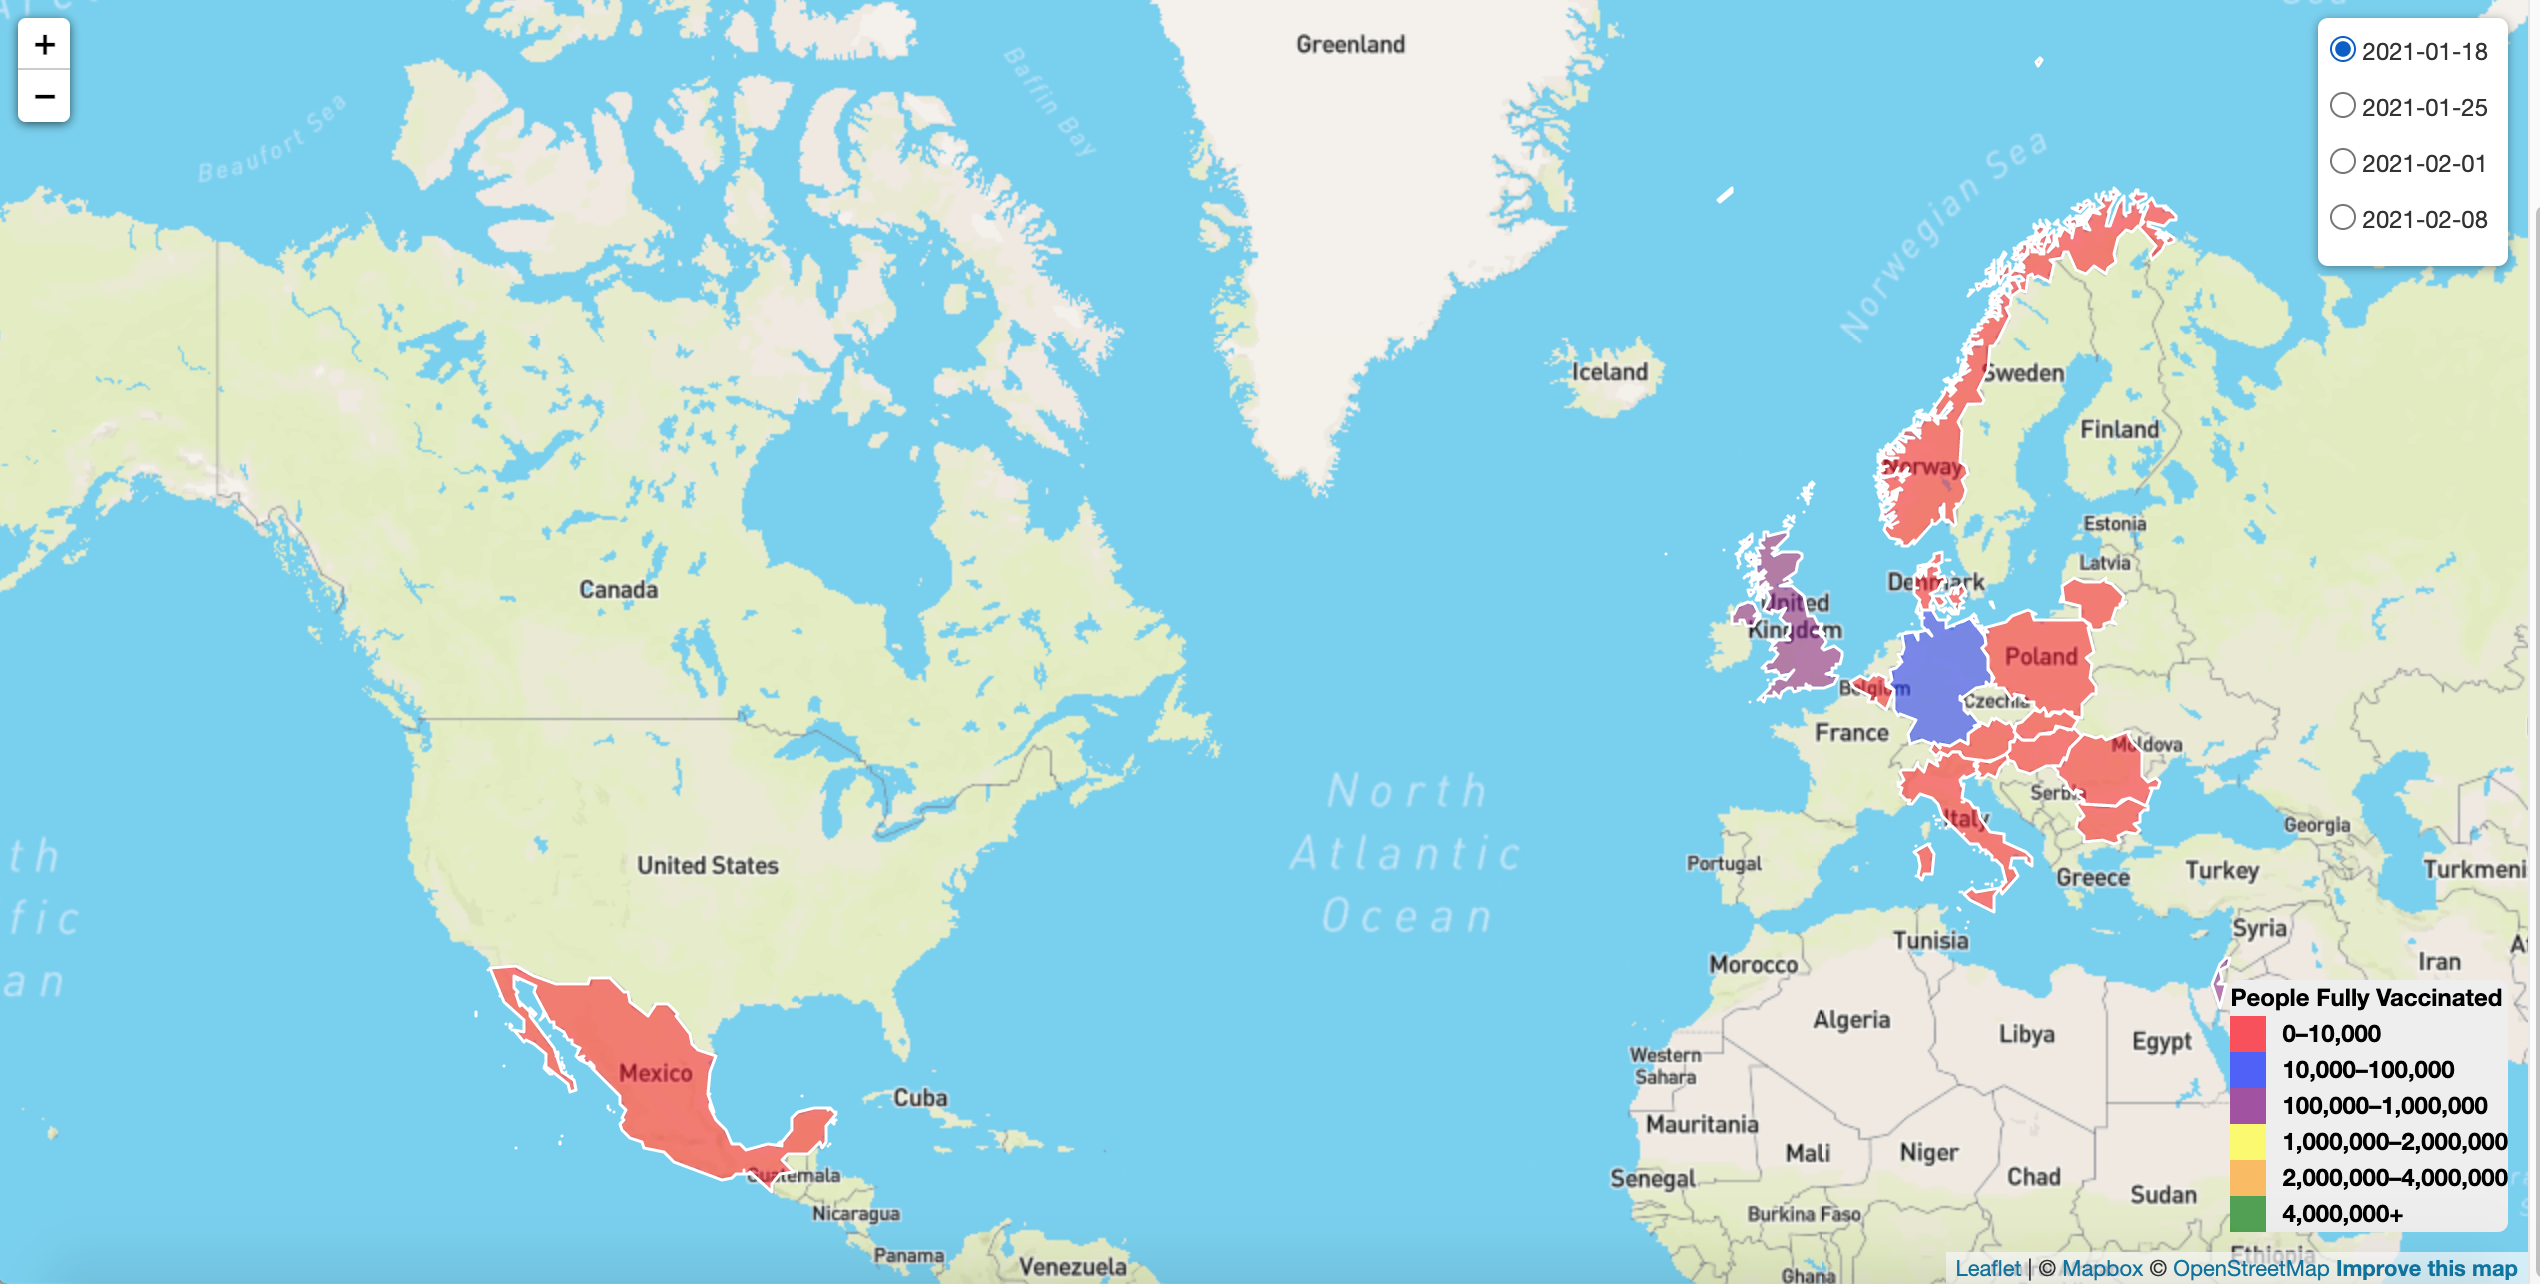 +
−
2021-01-18
2021-01-25
2021-02-01
2021-02-08
Greenland
Beaufort Sea
Baffin Bay
Norwegian Sea
Iceland
Sweden
Finland
Norway
Estonia
Latvia
Denmark
Canada
United
Kingdom
Poland
Belgium
Czechia
France
Moldova
Serbia
Italy
North
Atlantic
Ocean
Georgia
Portugal
Greece
Turkey
Turkmeni
United States
th
fic
an
Syria
Tunisia
Morocco
Iran
Algeria
Libya
Egypt
Western
Sahara
Mexico
Cuba
Mauritania
Mali
Niger
Chad
Senegal
Sudan
Guatemala
Nicaragua
Burkina Faso
Panama
Venezuela
Ghana
Ethiopia
People Fully Vaccinated
0–10,000
10,000–100,000
100,000–1,000,000
1,000,000–2,000,000
2,000,000–4,000,000
4,000,000+
Leaflet | © Mapbox © OpenStreetMap Improve this map